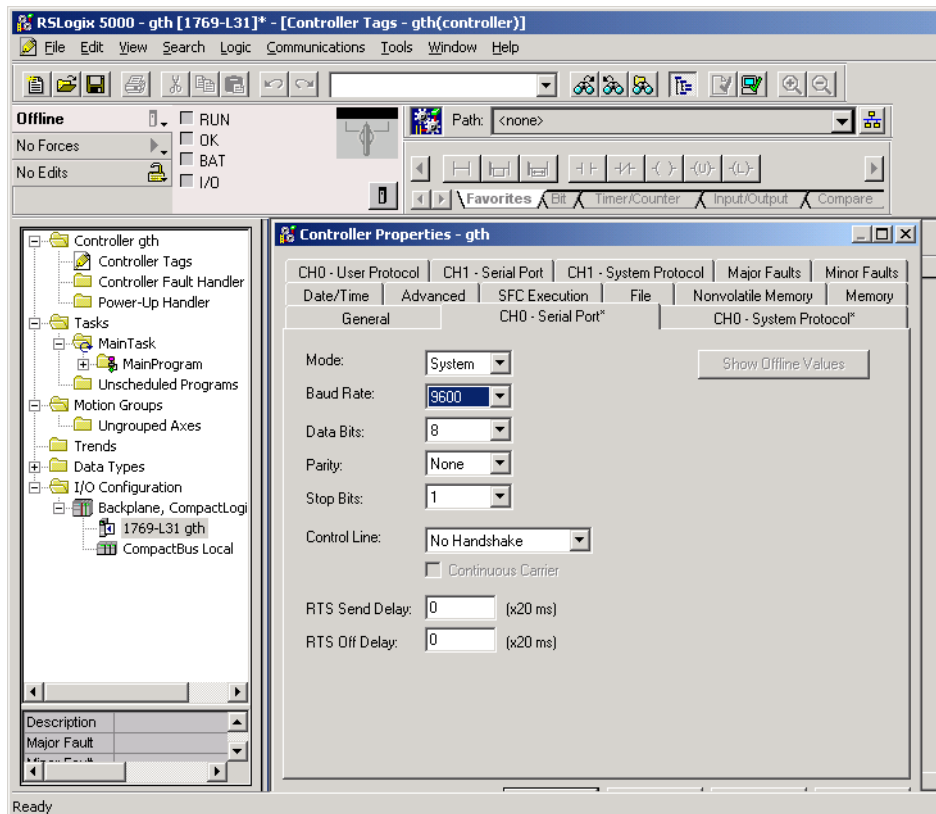 RSLogix 5000 - gth [1769-L31]* - [Controller Tags - gth(controller)]
File Edit View Search Logic Communications Tools Window Help
Offline
RUN
No Forces
OK
No Edits
BAT
I/O
Path: <none>
Favorites Bit Timer/Counter Input/Output Compare
Controller gth
Controller Tags
Controller Fault Handler
Power-Up Handler
Tasks
MainTask
MainProgram
Unscheduled Programs
Motion Groups
Ungrouped Axes
Trends
Data Types
I/O Configuration
Backplane, CompactLogi
1769-L31 gth
CompactBus Local
Description
Major Fault
Controller Properties - gth
CH0 - User Protocol CH1 - Serial Port CH1 - System Protocol Major Faults Minor Faults
Date/Time Advanced SFC Execution File Nonvolatile Memory Memory
General CH0 - Serial Port* CH0 - System Protocol*
Mode: System Show Offline Values
Baud Rate: 9600
Data Bits: 8
Parity: None
Stop Bits: 1
Control Line: No Handshake
Continuous Carrier
RTS Send Delay: 0 (x20 ms)
RTS Off Delay: 0 (x20 ms)
Ready